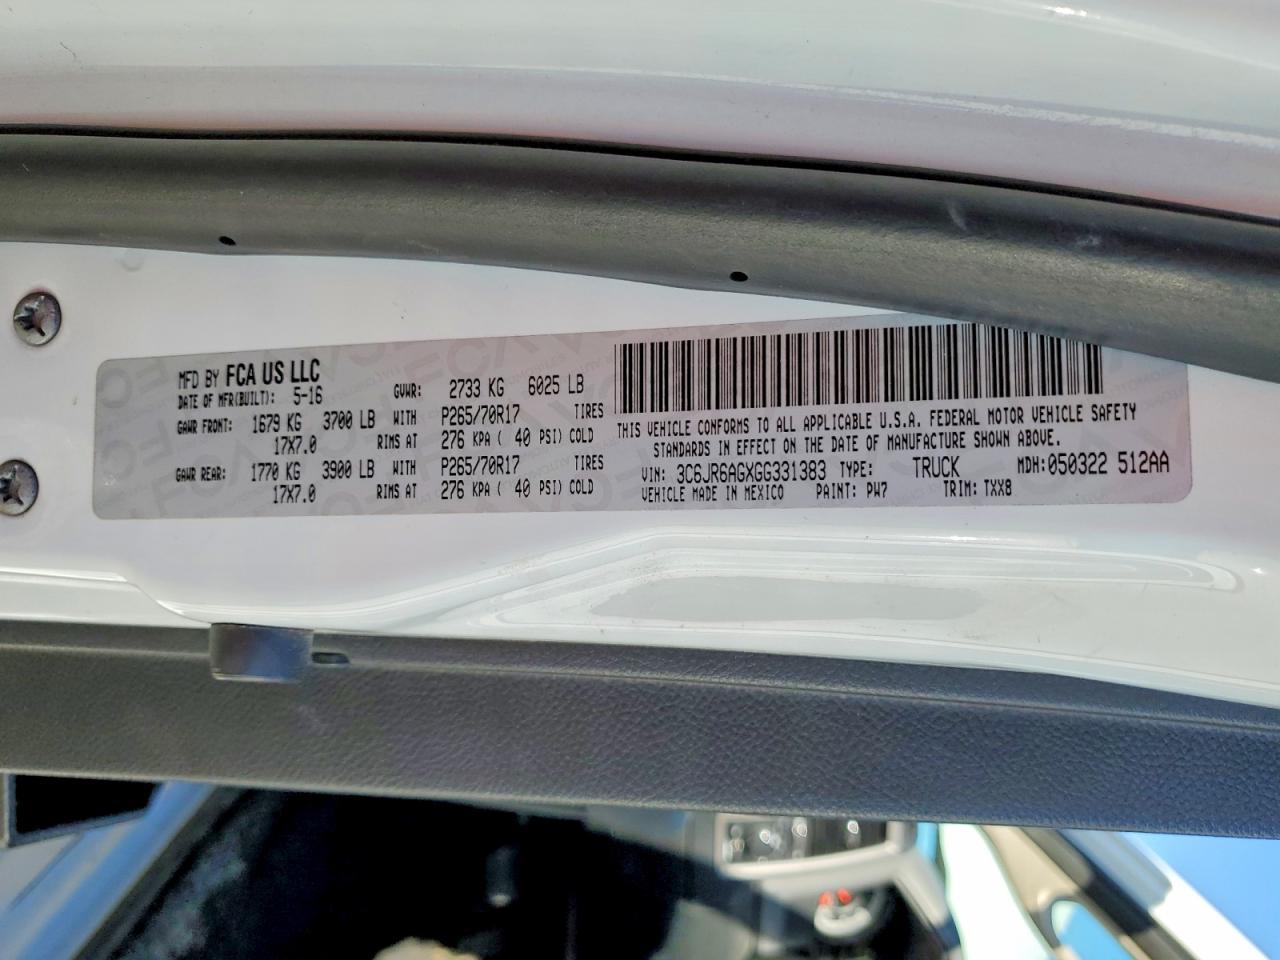 MFD BY FCA US LLC
DATE OF MFR(BUILT): 5-16 GVWR: 2733 KG 6025 LB
GAWR FRONT: 1679 KG 3700 LB WITH P265/70R17 TIRES
17X7.0 RIMS AT 276 KPA ( 40 PSI) COLD
GAWR REAR: 1770 KG 3900 LB WITH P265/70R17 TIRES
17X7.0 RIMS AT 276 KPA ( 40 PSI) COLD
THIS VEHICLE CONFORMS TO ALL APPLICABLE U.S.A. FEDERAL MOTOR VEHICLE SAFETY
STANDARDS IN EFFECT ON THE DATE OF MANUFACTURE SHOWN ABOVE.
VIN: 3C6JR6AGXGG331383 TYPE: TRUCK MDH:050322 512AA
VEHICLE MADE IN MEXICO PAINT: PW7 TRIM: TXX8